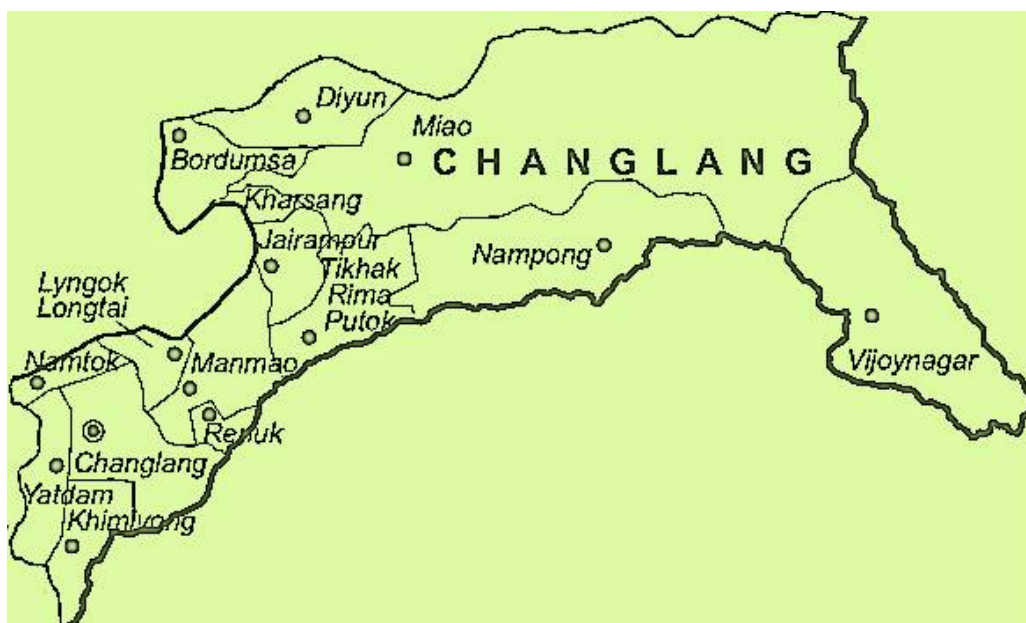 Diyun
Miao
Bordumsa
CHANGLANG
Kharsang
Jairampur
Nampong
Tikhak
Rima
Putok
Lyngok
Longtai
Namtok
Manmao
Vijoynagar
Renuk
Changlang
Yatdam
Khimiyong